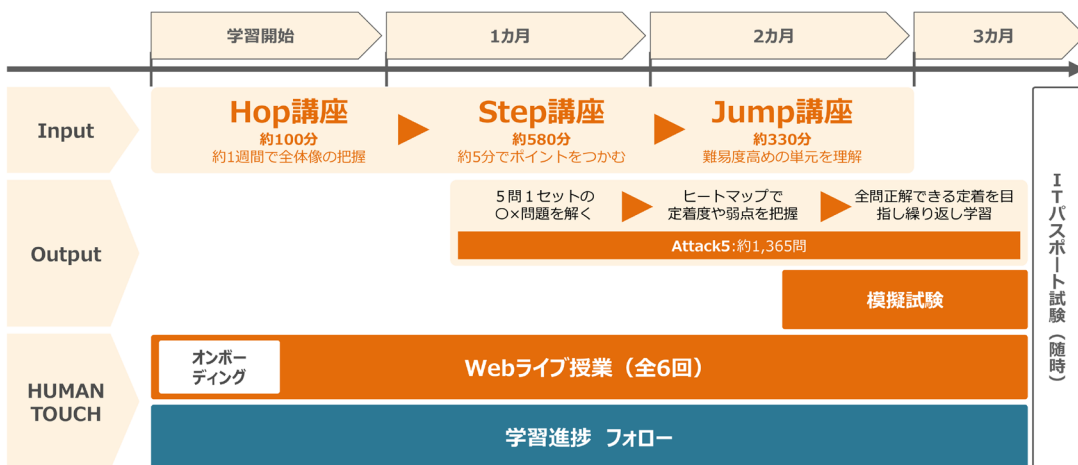 学習開始
1カ月
2カ月
3カ月
Input
Hop講座
約100分
約1週間で全体像の把握
Step講座
約580分
約5分でポイントをつかむ
Jump講座
約330分
難易度高めの単元を理解
Output
５問１セットの
〇×問題を解く
ヒートマップで
定着度や弱点を把握
全問正解できる定着を目
指し繰り返し学習
Attack5:約1,365問
模擬試験
HUMAN
TOUCH
オンボー
ディング
Webライブ授業（全6回）
学習進捗 フォロー
ITパスポート試験（随時）